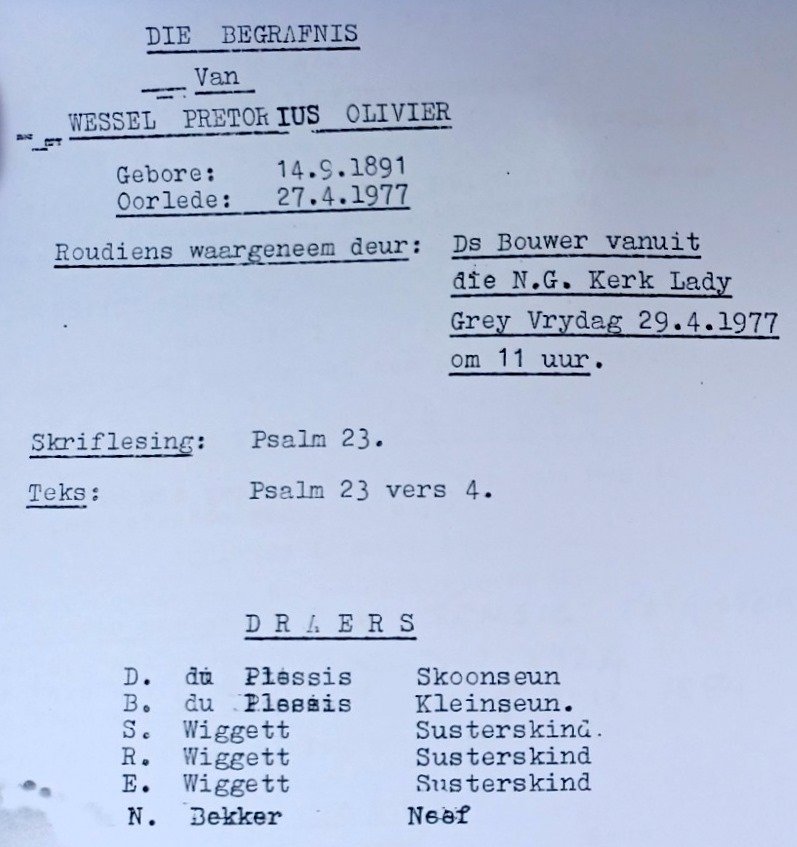 DIE BEGRAFNIS
Van
WESSEL PRETORIUS OLIVIER
Gebore: 14.9.1891
Oorlede: 27.4.1977
Roudiens waargeneem deur: Ds Bouwer vanuit
die N.G. Kerk Lady
Grey Vrydag 29.4.1977
om 11 uur.
Skriflesing: Psalm 23.
Teks: Psalm 23 vers 4.
D R A E R S
D. du Plessis Skoonseun
B. du Plessis Kleinseun.
S. Wiggett Susterskind.
R. Wiggett Susterskind
E. Wiggett Susterskind
N. Bekker Neef